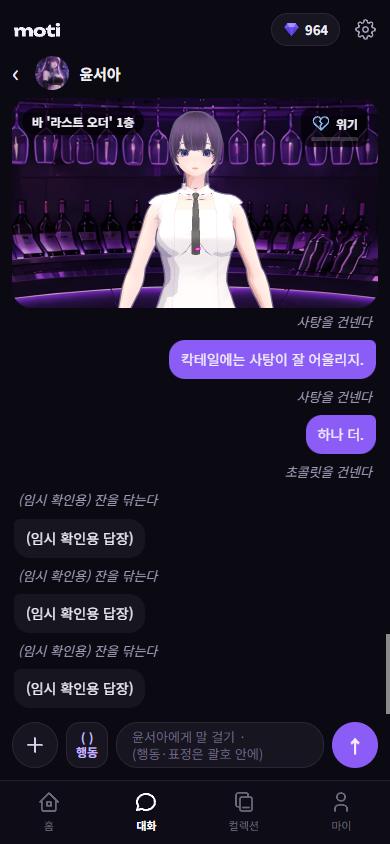 moti
964
윤서아
바 '라스트 오더' 1층
위기
사탕을 건넨다
칵테일에는 사탕이 잘 어울리지.
사탕을 건넨다
하나 더.
초콜릿을 건넨다
(임시 확인용) 잔을 닦는다
(임시 확인용 답장)
(임시 확인용) 잔을 닦는다
(임시 확인용 답장)
(임시 확인용) 잔을 닦는다
(임시 확인용 답장)
( )
행동
윤서아에게 말 걸기 ·
(행동·표정은 괄호 안에)
홈
대화
컬렉션
마이